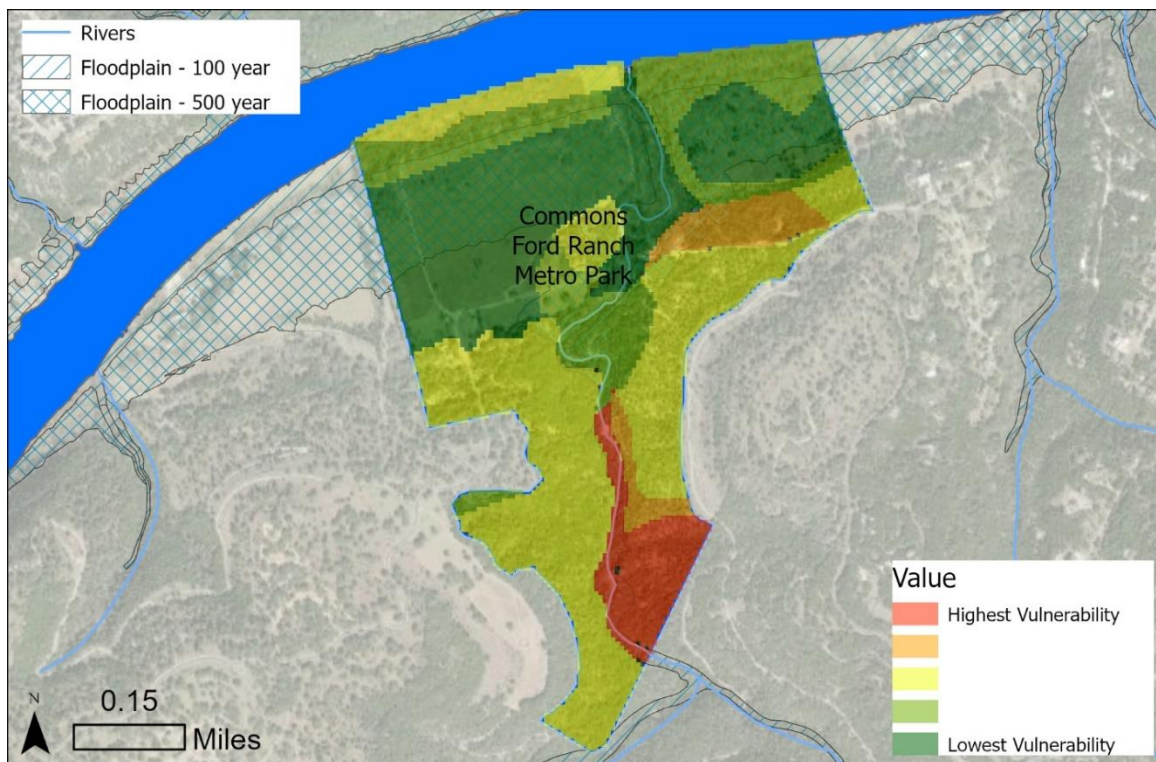 Rivers
Floodplain - 100 year
Floodplain - 500 year
Commons
Ford Ranch
Metro Park
Value
Highest Vulnerability
Lowest Vulnerability
N
0.15
Miles